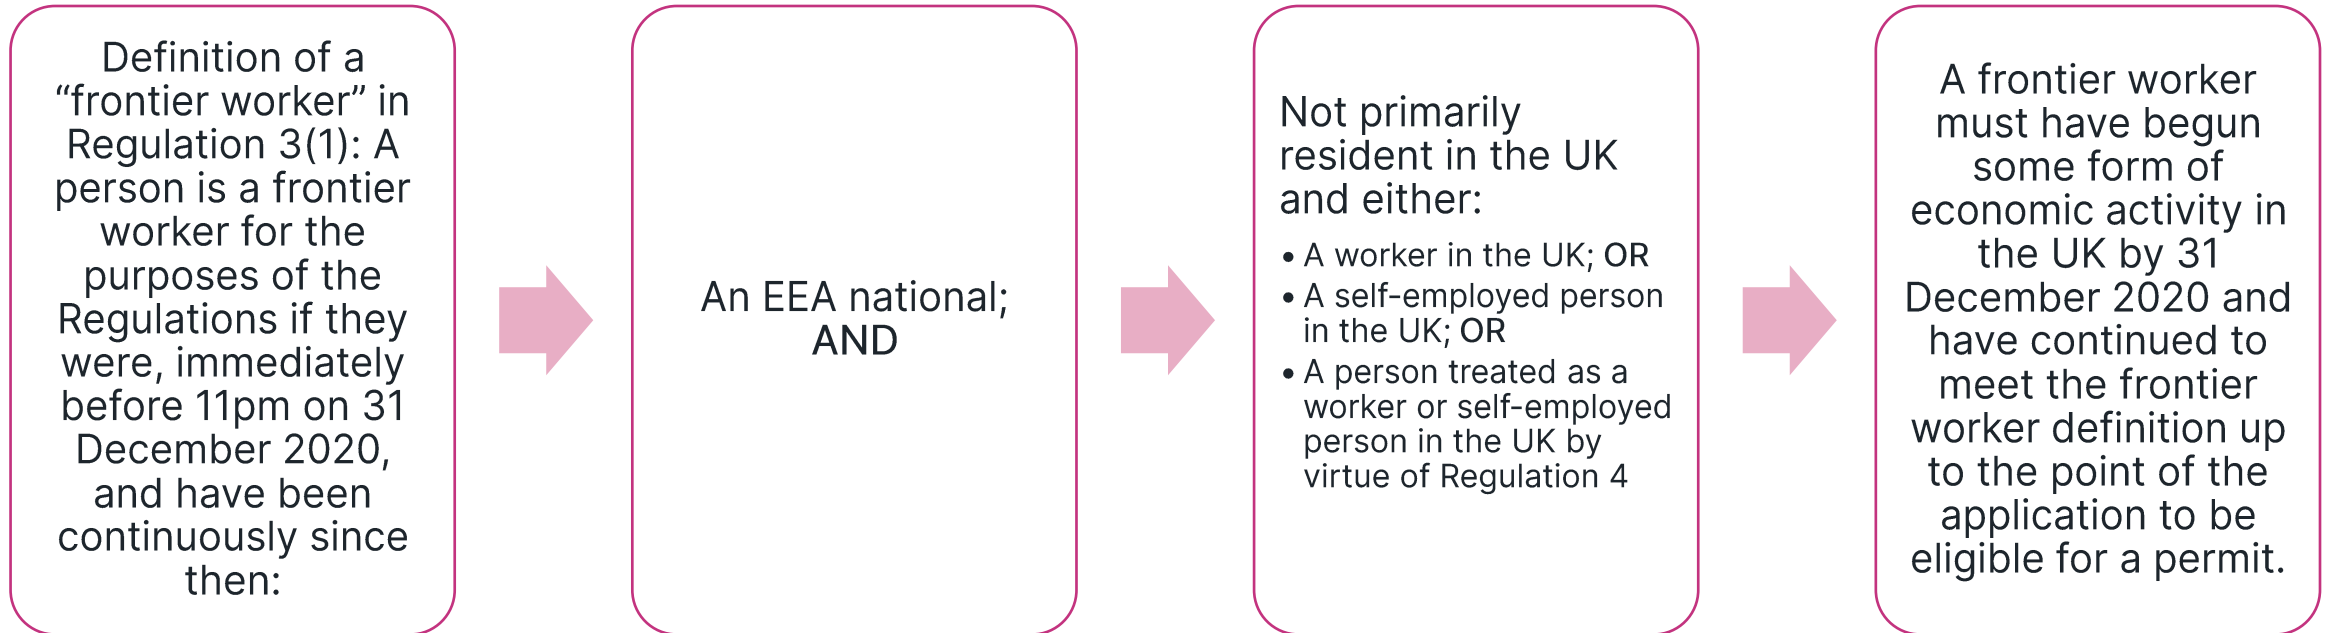 Definition of a
“frontier worker” in
Regulation 3(1): A
person is a frontier
worker for the
purposes of the
Regulations if they
were, immediately
before 11pm on 31
December 2020,
and have been
continuously since
then:
An EEA national;
AND
Not primarily
resident in the UK
and either:
• A worker in the UK; OR
• A self-employed person
in the UK; OR
• A person treated as a
worker or self-employed
person in the UK by
virtue of Regulation 4
A frontier worker
must have begun
some form of
economic activity in
the UK by 31
December 2020 and
have continued to
meet the frontier
worker definition up
to the point of the
application to be
eligible for a permit.